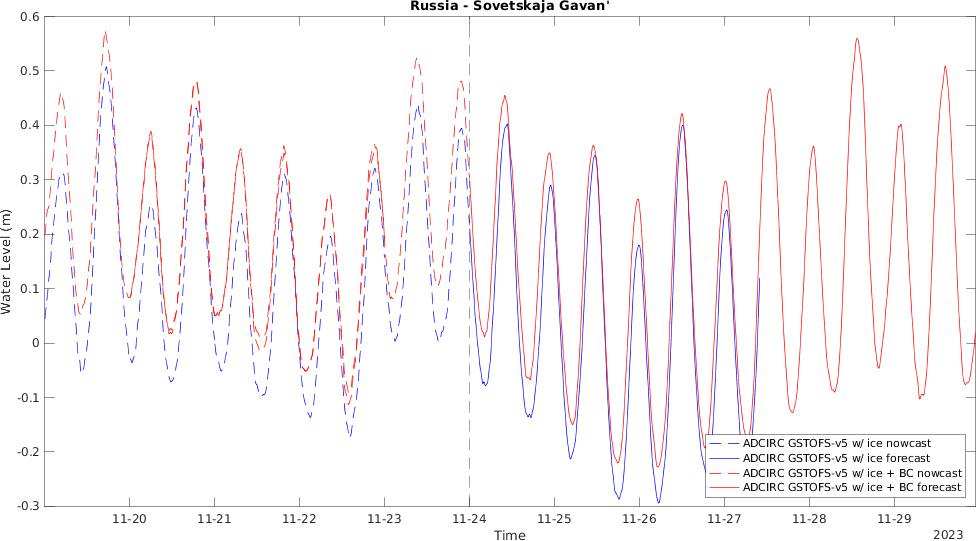 Russia - Sovetskaja Gavan'
0.6
0.5
0.4
0.3
0.2
0.1
0
-0.1
-0.2
-0.3
Water Level (m)
ADCIRC GSTOFS-v5 w/ ice nowcast
ADCIRC GSTOFS-v5 w/ ice forecast
ADCIRC GSTOFS-v5 w/ ice + BC nowcast
ADCIRC GSTOFS-v5 w/ ice + BC forecast
11-20 11-21 11-22 11-23 11-24 11-25 11-26 11-27 11-28 11-29
Time
2023